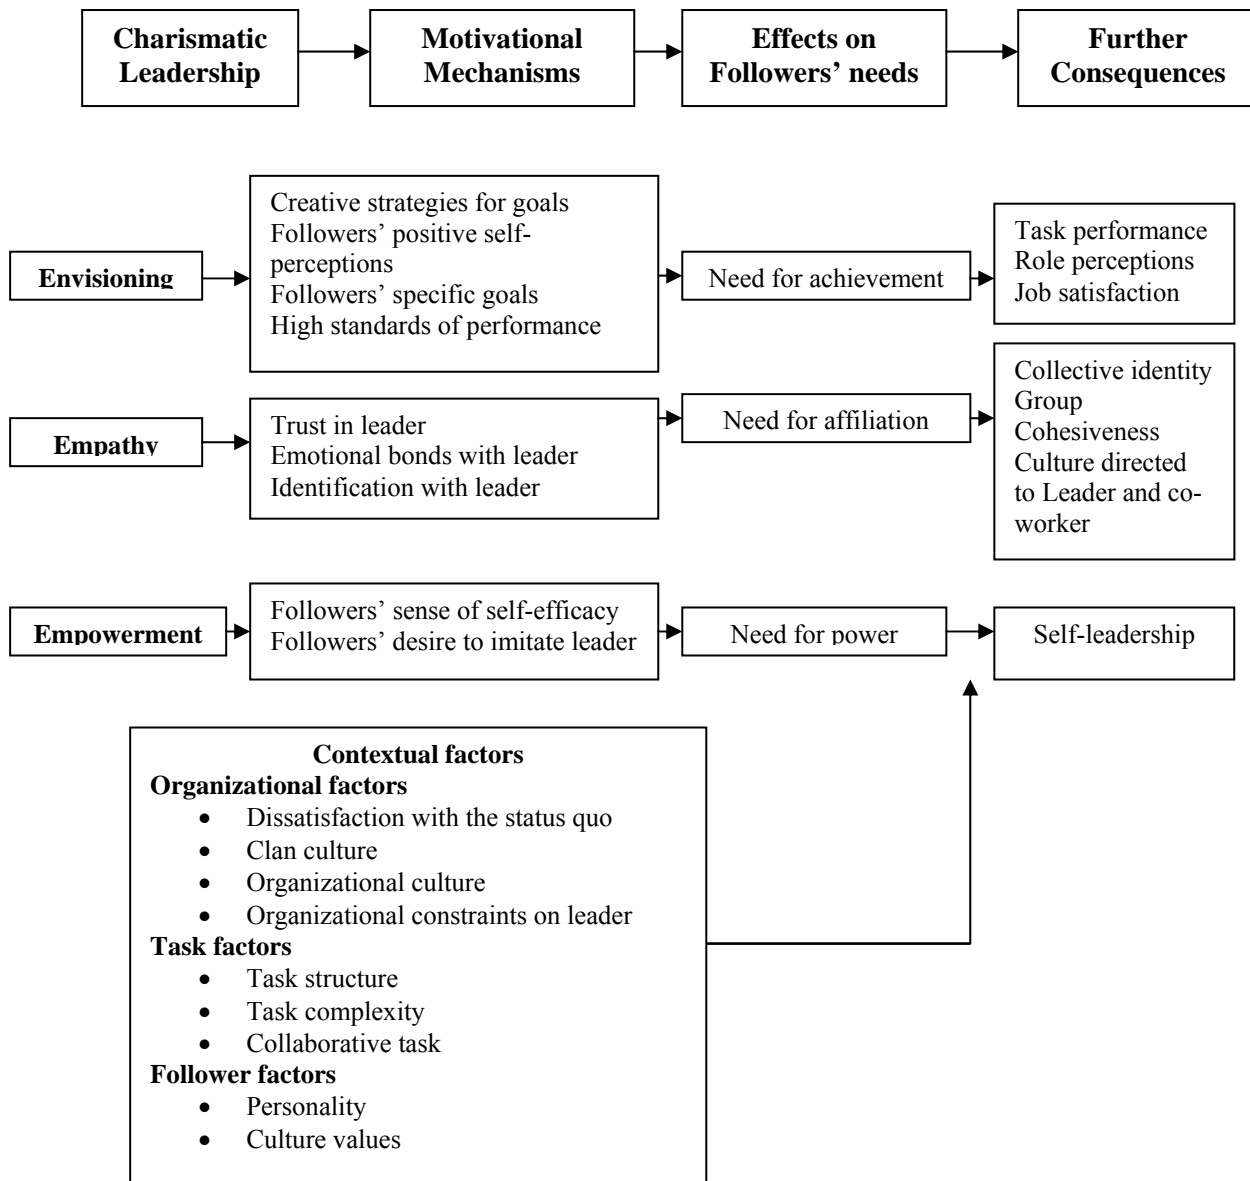 Charismatic
Leadership
Motivational
Mechanisms
Effects on
Followers’ needs
Further
Consequences
Envisioning
Creative strategies for goals
Followers’ positive self-
perceptions
Followers’ specific goals
High standards of performance
Need for achievement
Task performance
Role perceptions
Job satisfaction
Empathy
Trust in leader
Emotional bonds with leader
Identification with leader
Need for affiliation
Collective identity
Group
Cohesiveness
Culture directed
to Leader and co-
worker
Empowerment
Followers’ sense of self-efficacy
Followers’ desire to imitate leader
Need for power
Self-leadership
Contextual factors
Organizational factors
• Dissatisfaction with the status quo
• Clan culture
• Organizational culture
• Organizational constraints on leader
Task factors
• Task structure
• Task complexity
• Collaborative task
Follower factors
• Personality
• Culture values